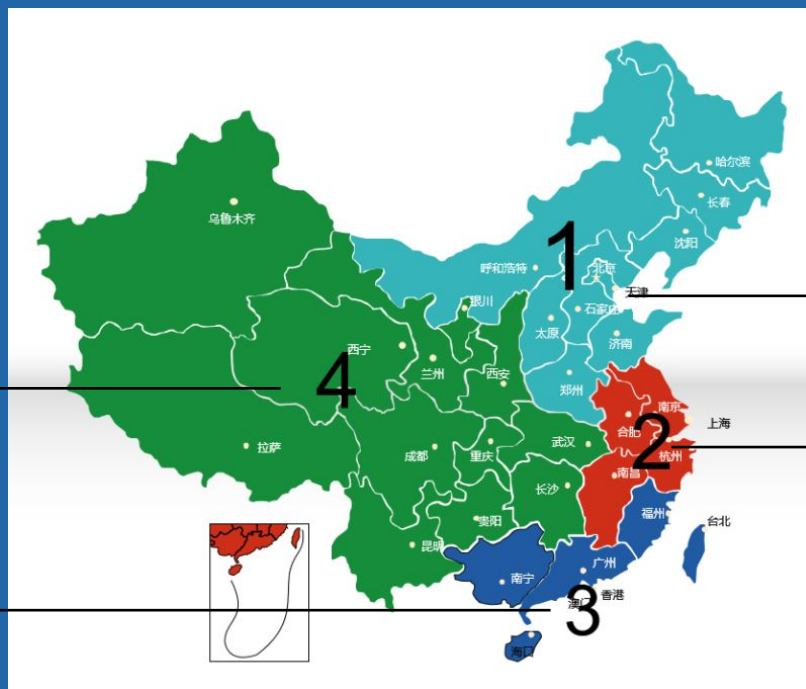 哈尔滨
长春
乌鲁木齐
沈阳
1
呼和浩特
北京
天津
银川
石家庄
太原
济南
西宁
兰州
4
西安
郑州
南京
合肥
上海
2
武汉
拉萨
成都
重庆
杭州
南昌
长沙
福州
贵阳
台北
昆明
广州
南宁
香港
澳门
3
海口